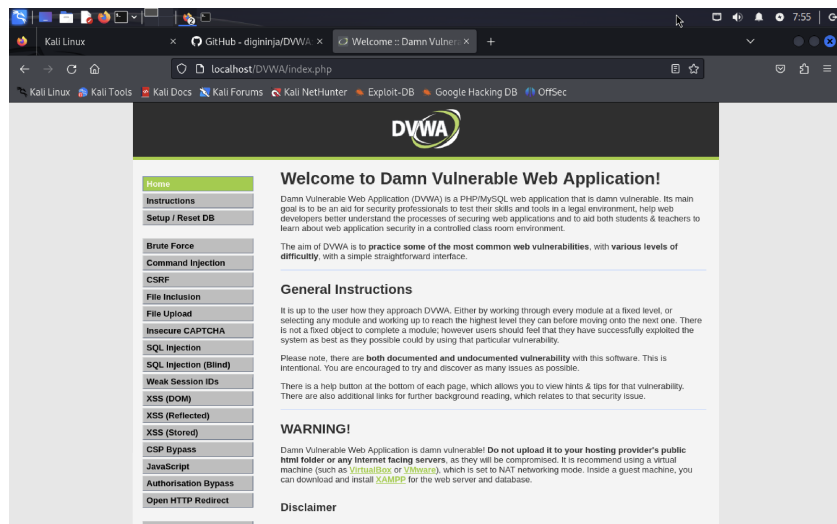 7:55
Kali Linux
GitHub - digininja/DVWA
Welcome :: Damn Vulnera
localhost/DVWA/index.php
Kali Linux Kali Tools Kali Docs Kali Forums Kali NetHunter Exploit-DB Google Hacking DB OffSec
DVWA
Home
Instructions
Setup / Reset DB
Brute Force
Command Injection
CSRF
File Inclusion
File Upload
Insecure CAPTCHA
SQL Injection
SQL Injection (Blind)
Weak Session IDs
XSS (DOM)
XSS (Reflected)
XSS (Stored)
CSP Bypass
JavaScript
Authorisation Bypass
Open HTTP Redirect
Welcome to Damn Vulnerable Web Application!
Damn Vulnerable Web Application (DVWA) is a PHP/MySQL web application that is damn vulnerable. Its main
goal is to be an aid for security professionals to test their skills and tools in a legal environment, help web
developers better understand the processes of securing web applications and to aid both students & teachers to
learn about web application security in a controlled class room environment.
The aim of DVWA is to practice some of the most common web vulnerabilities, with various levels of
difficultly, with a simple straightforward interface.
General Instructions
It is up to the user how they approach DVWA. Either by working through every module at a fixed level, or
selecting any module and working up to reach the highest level they can before moving onto the next one. There
is not a fixed object to complete a module; however users should feel that they have successfully exploited the
system as best as they possible could by using that particular vulnerability.
Please note, there are both documented and undocumented vulnerability with this software. This is
intentional. You are encouraged to try and discover as many issues as possible.
There is a help button at the bottom of each page, which allows you to view hints & tips for that vulnerability.
There are also additional links for further background reading, which relates to that security issue.
WARNING!
Damn Vulnerable Web Application is damn vulnerable! Do not upload it to your hosting provider's public
html folder or any Internet facing servers, as they will be compromised. It is recommend using a virtual
machine (such as VirtualBox or VMware), which is set to NAT networking mode. Inside a guest machine, you
can download and install XAMPP for the web server and database.
Disclaimer